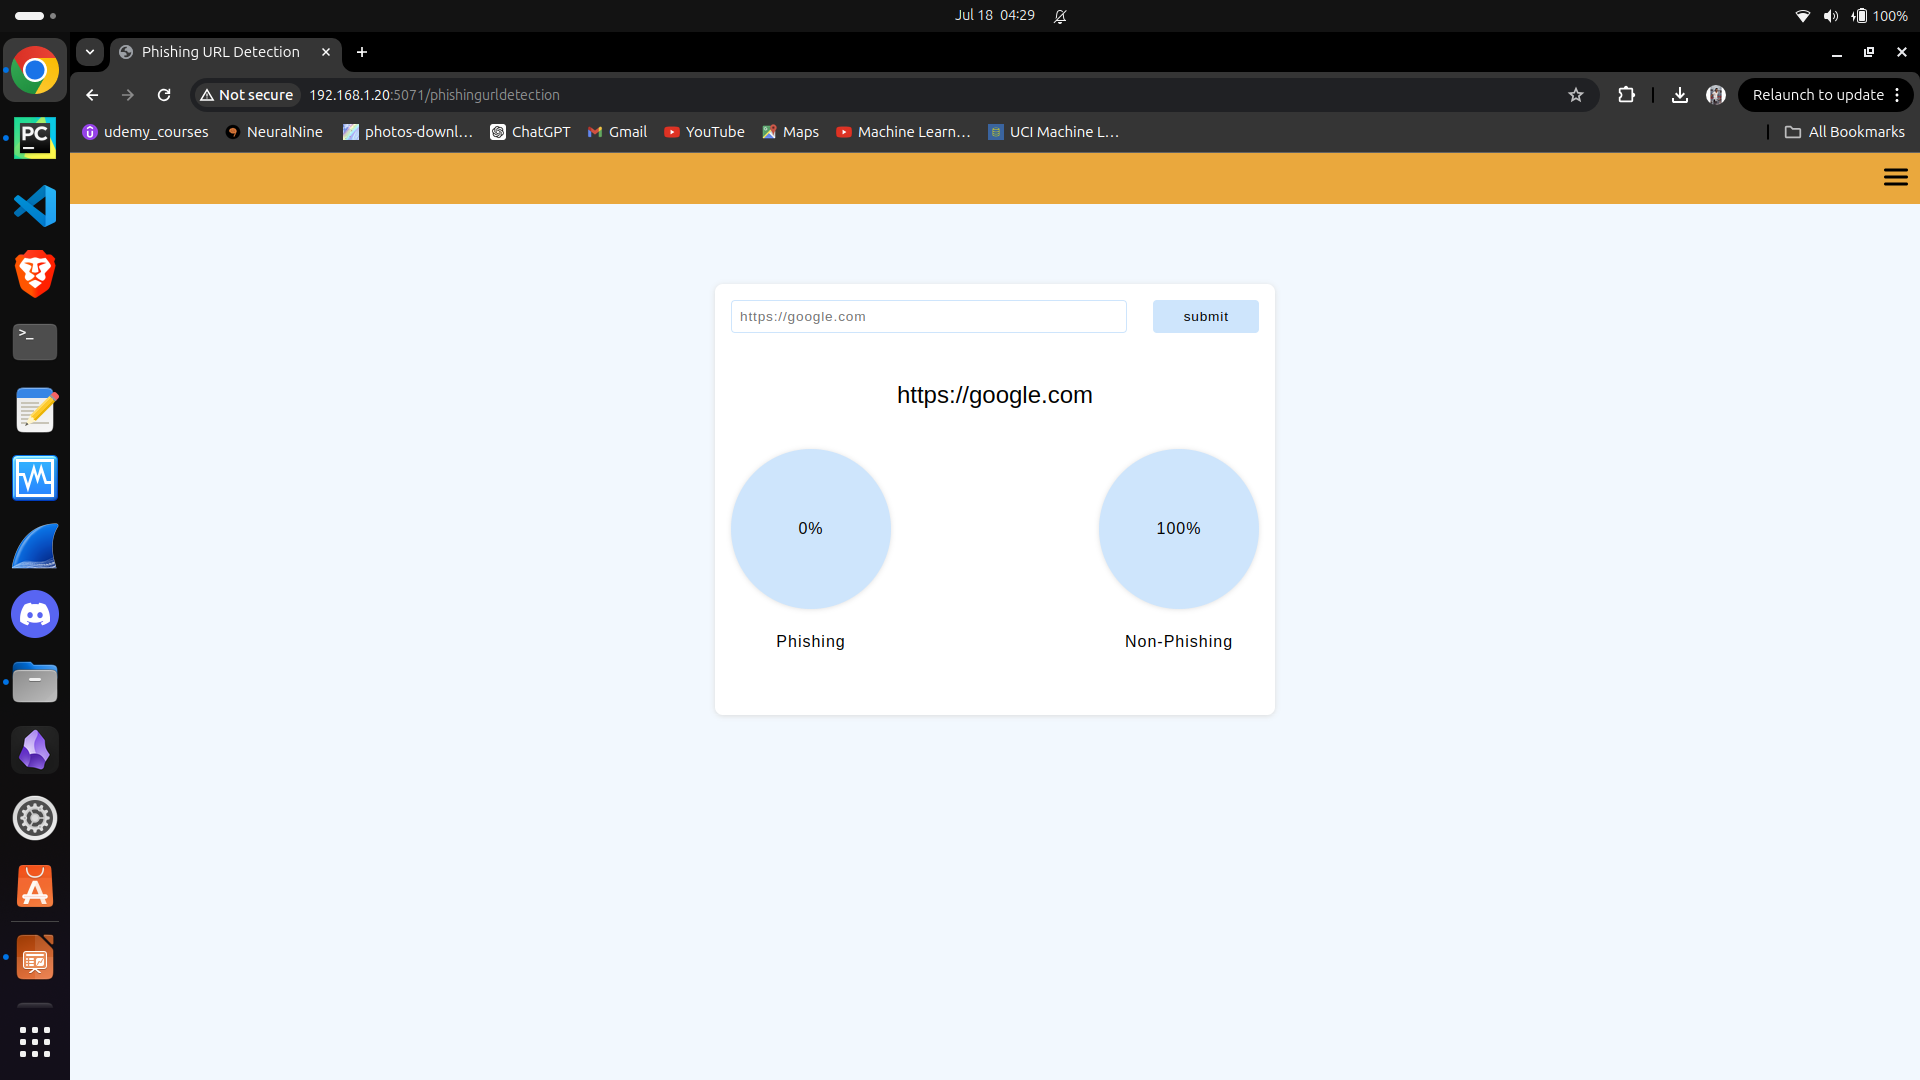 Jul 18 04:29
100%
Phishing URL Detection
Not secure
192.168.1.20:5071/phishingurldetection
Relaunch to update
udemy_courses
NeuralNine
photos-downl...
ChatGPT
Gmail
YouTube
Maps
Machine Learn...
UCI Machine L...
All Bookmarks
PC
>_
https://google.com
submit
https://google.com
0%
100%
Phishing
Non-Phishing